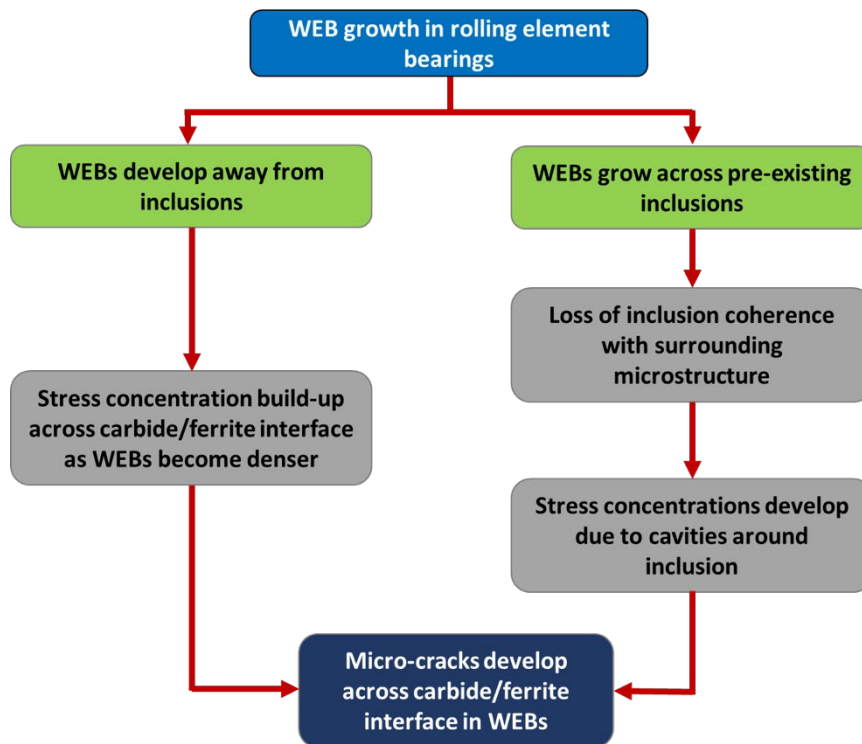 WEB growth in rolling element
bearings
WEBs develop away from
inclusions
WEBs grow across pre-existing
inclusions
Loss of inclusion coherence
with surrounding
microstructure
Stress concentration build-up
across carbide/ferrite interface
as WEBs become denser
Stress concentrations develop
due to cavities around
inclusion
Micro-cracks develop
across carbide/ferrite
interface in WEBs